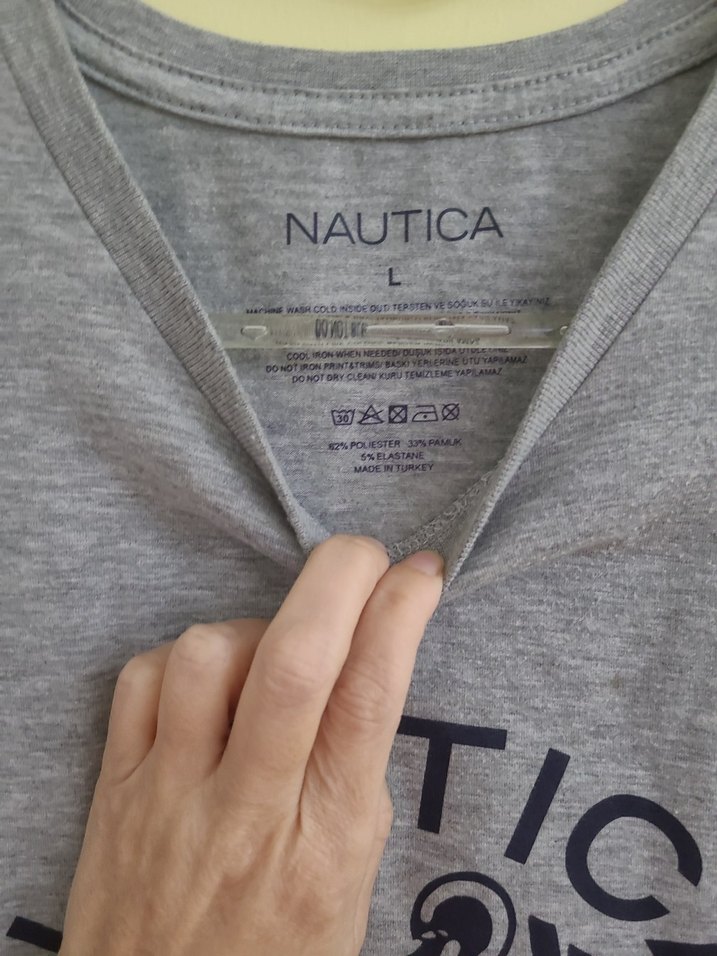 NAUTICA
L
MACHINE WASH COLD INSIDE OUT/ TERSTEN VE SOĞUK SU İLE YIKAYINIZ
COOL IRON WHEN NEEDED/ DÜŞÜK ISIDA ÜTÜLEYİNİZ
DO NOT IRON PRINT&TRIMS/ BASKI YERLERİNE ÜTÜ YAPILAMAZ
DO NOT DRY CLEAN/ KURU TEMİZLEME YAPILAMAZ
30
62% POLIESTER 33% PAMUK
5% ELASTANE
MADE IN TURKEY
TIC